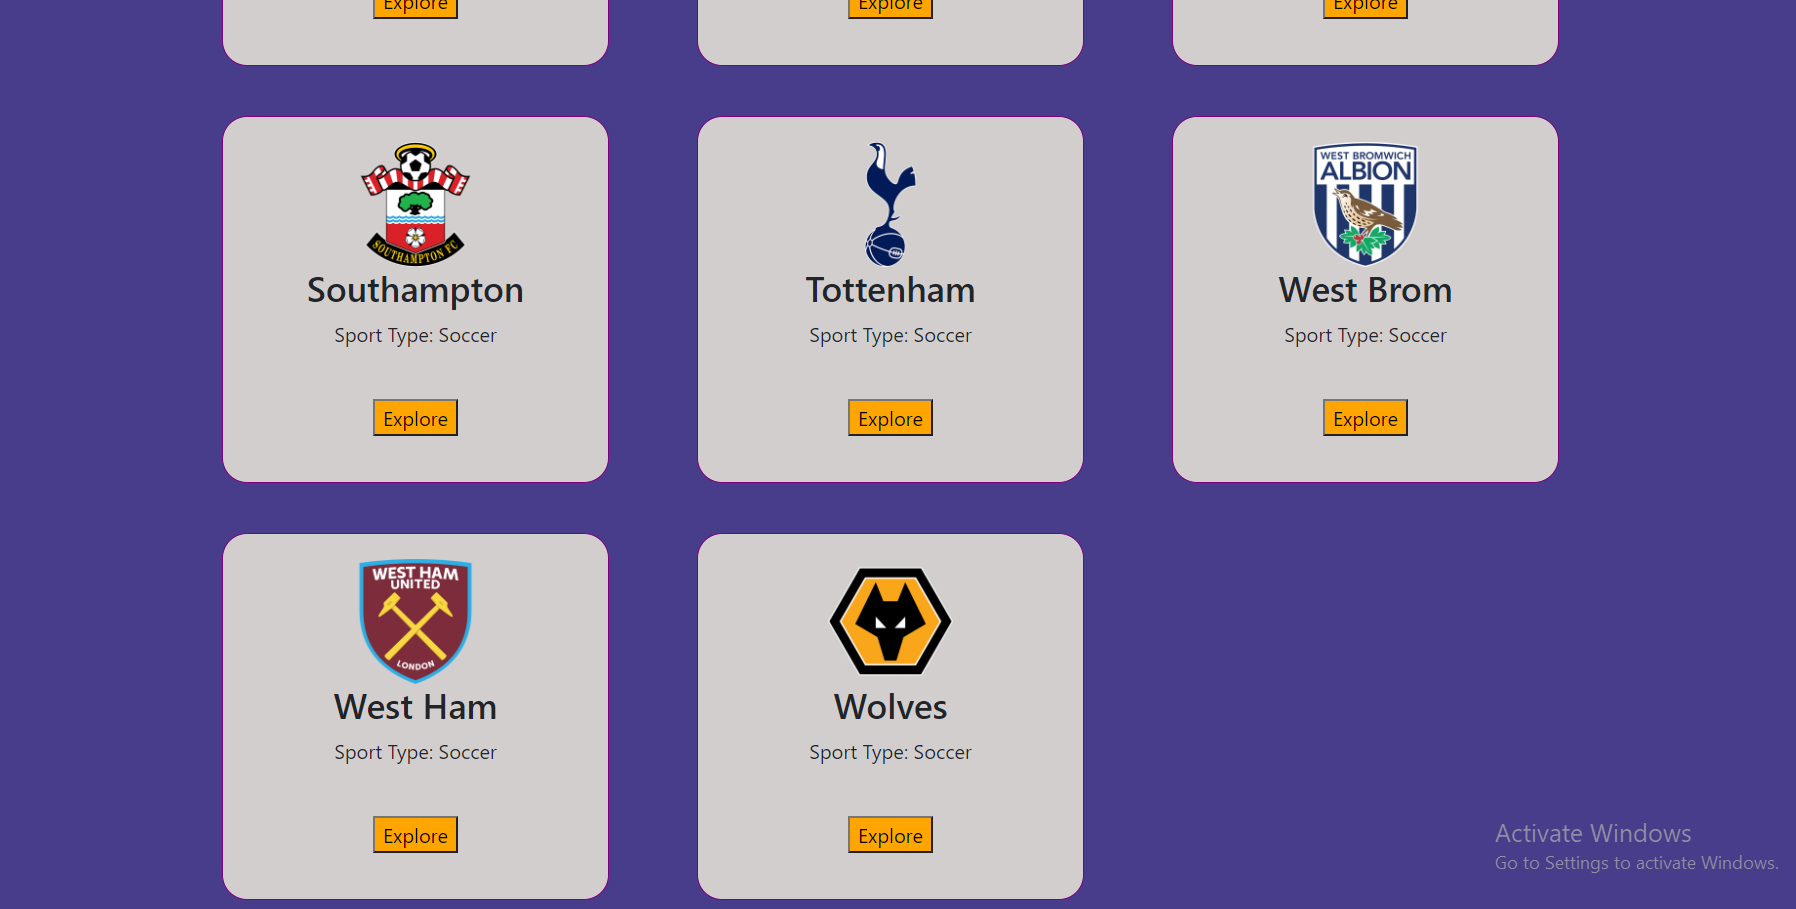 Explore
Explore
Explore
SOUTHAMPTON FC
WEST BROMWICH
ALBION
Southampton
Tottenham
West Brom
Sport Type: Soccer
Sport Type: Soccer
Sport Type: Soccer
Explore
Explore
Explore
WEST HAM
UNITED
LONDON
West Ham
Wolves
Sport Type: Soccer
Sport Type: Soccer
Explore
Explore
Activate Windows
Go to Settings to activate Windows.